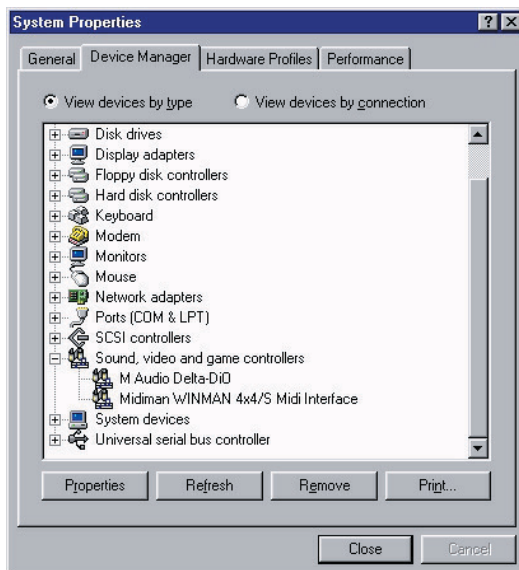 System Properties
General Device Manager Hardware Profiles Performance
View devices by type View devices by connection
Disk drives
Display adapters
Floppy disk controllers
Hard disk controllers
Keyboard
Modem
Monitors
Mouse
Network adapters
Ports (COM & LPT)
SCSI controllers
Sound, video and game controllers
M Audio Delta-DiO
Midiman WINMAN 4x4/S Midi Interface
System devices
Universal serial bus controller
Properties Refresh Remove Print...
Close Cancel